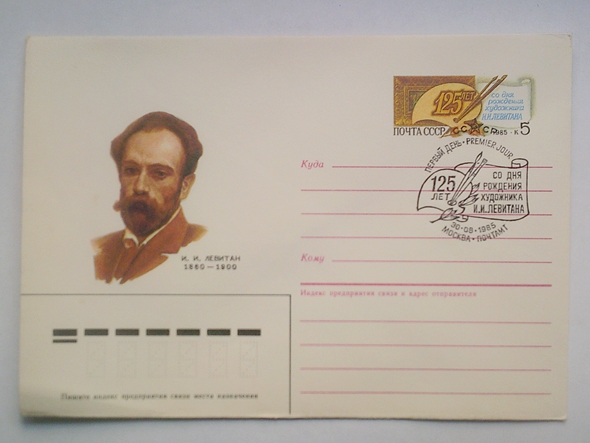 125 ЛЕТ
со дня
рождения
художника
И.И.ЛЕВИТАНА
ПОЧТА СССР 1985 · К 5
СССР
ПЕРВЫЙ ДЕНЬ · PREMIER JOUR
125
ЛЕТ
СО ДНЯ
РОЖДЕНИЯ
ХУДОЖНИКА
И.И.ЛЕВИТАНА
30·08·1985
МОСКВА · ПОЧТАМТ
Куда
Кому
Индекс предприятия связи и адрес отправителя
И. И. ЛЕВИТАН
1860 — 1900
Пишите индекс предприятия связи места назначения